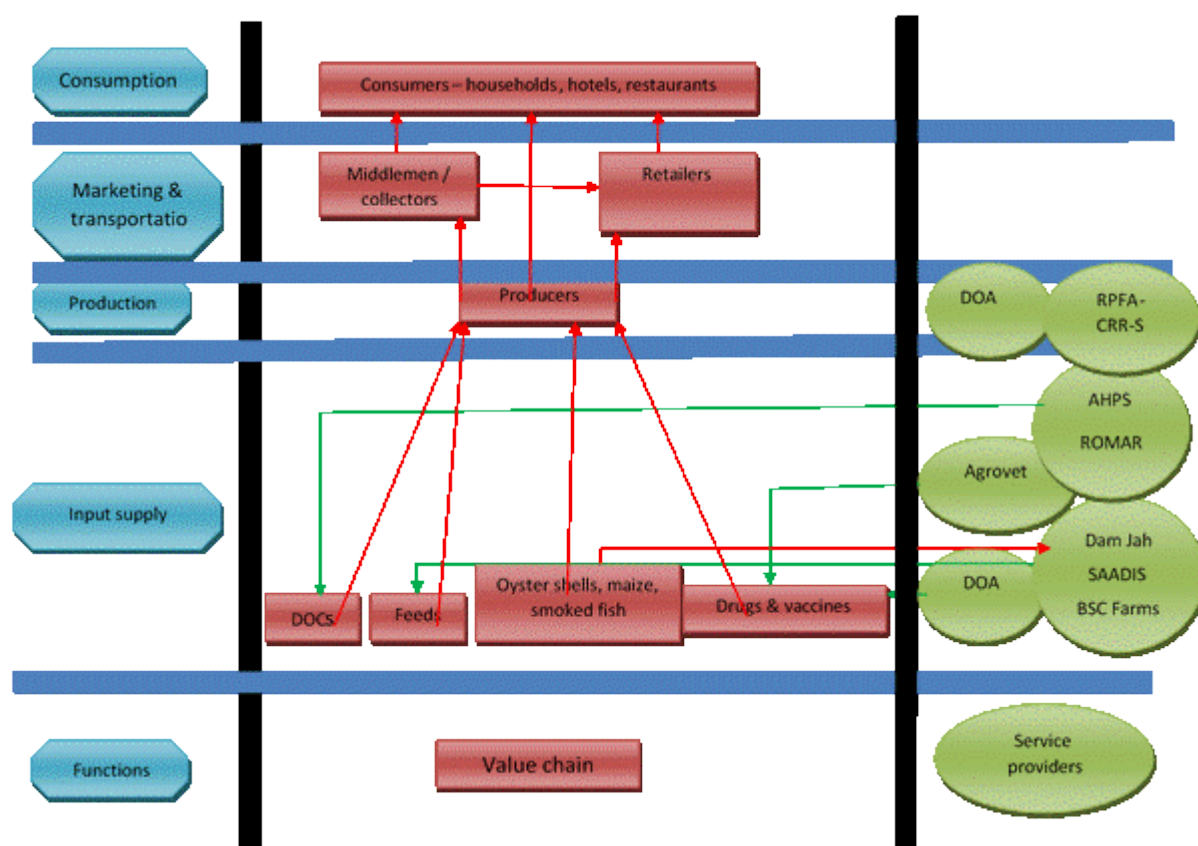 Consumption
Consumers – households, hotels, restaurants
Marketing &
transportatio
Middlemen /
collectors
Retailers
Production
Producers
DOA
RPFA-
CRR-S
AHPS
ROMAR
Agrovet
Input supply
Dam Jah
SAADIS
BSC Farms
DOA
DOCs
Feeds
Oyster shells, maize,
smoked fish
Drugs & vaccines
Functions
Value chain
Service
providers